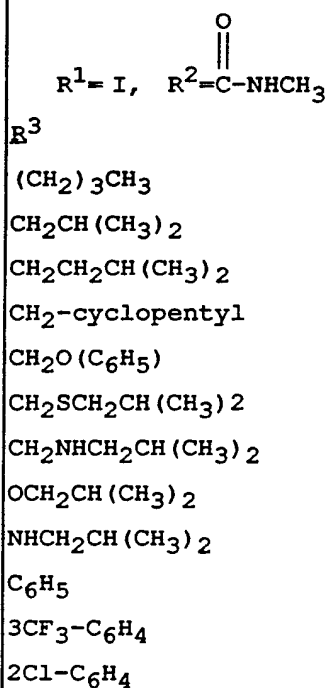 O
||
R¹= I, R²=C-NHCH₃
R³
(CH₂)₃CH₃
CH₂CH(CH₃)₂
CH₂CH₂CH(CH₃)₂
CH₂-cyclopentyl
CH₂O(C₆H₅)
CH₂SCH₂CH(CH₃)2
CH₂NHCH₂CH(CH₃)₂
OCH₂CH(CH₃)₂
NHCH₂CH(CH₃)₂
C₆H₅
3CF₃-C₆H₄
2Cl-C₆H₄